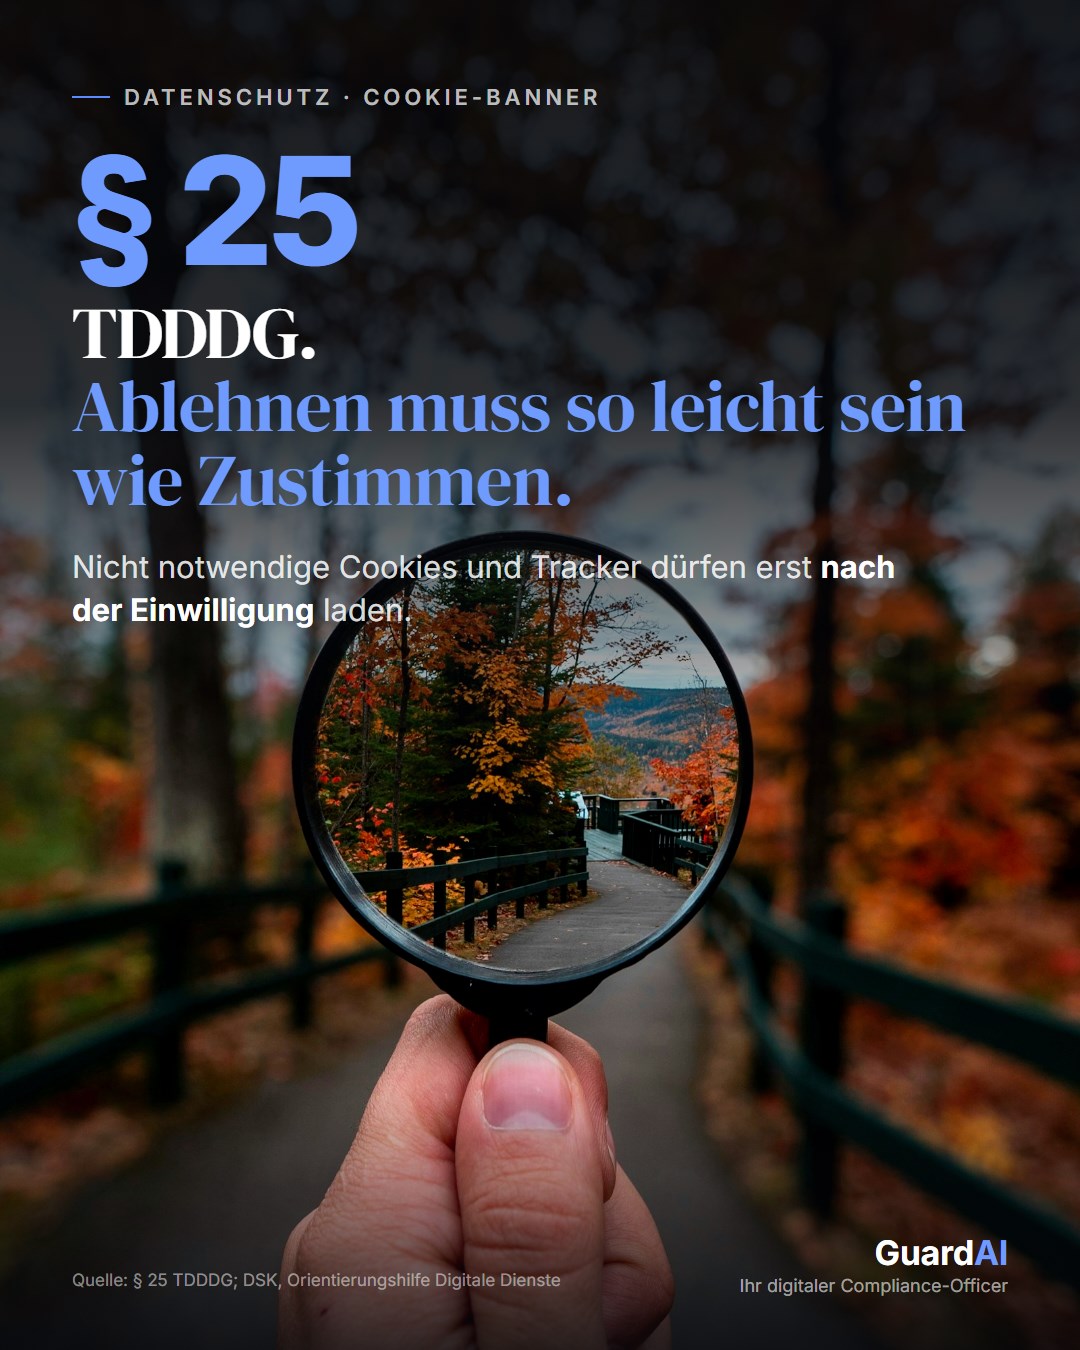 DATENSCHUTZ · COOKIE-BANNER
§ 25
TDDDG.
Ablehnen muss so leicht sein
wie Zustimmen.
Nicht notwendige Cookies und Tracker dürfen erst nach
der Einwilligung laden.
Quelle: § 25 TDDDG; DSK, Orientierungshilfe Digitale Dienste
GuardAI
Ihr digitaler Compliance-Officer